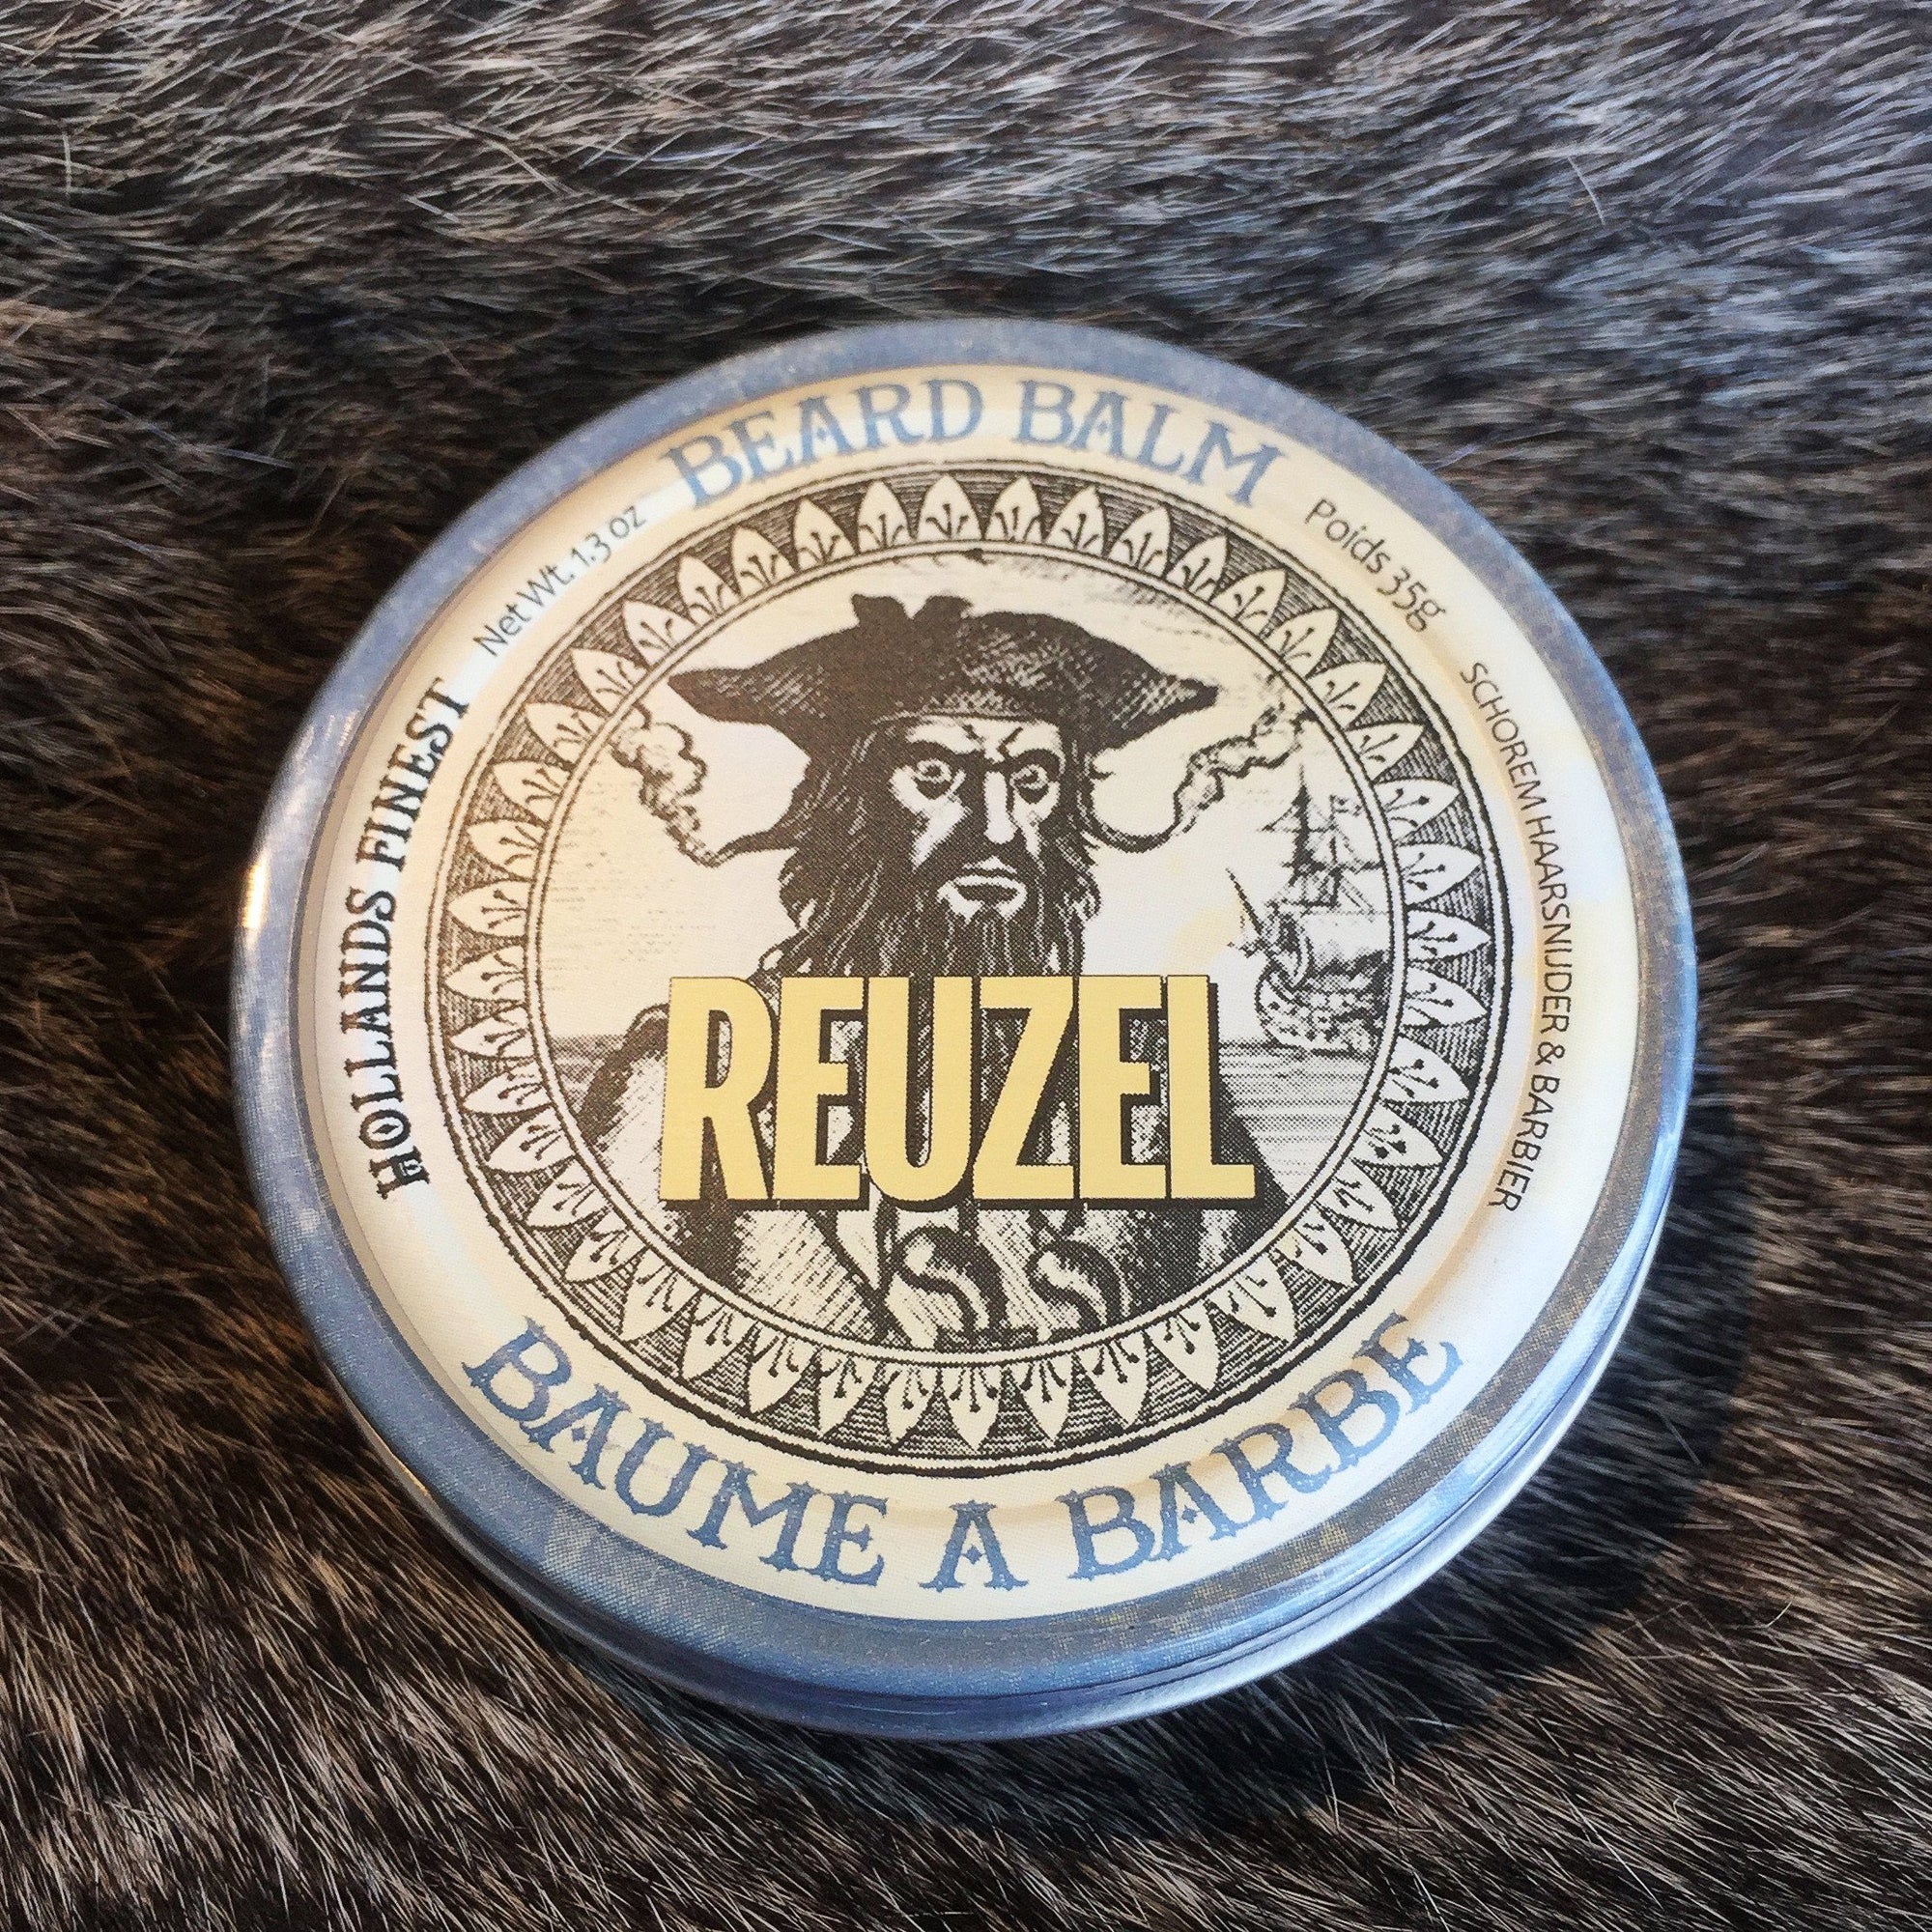 BEARD BALM
Net Wt. 1.3 oz
Poids 35g
HOLLANDS FINEST
SCHOREM HAARSNIJDER & BARBIER
REUZEL
BAUME A BARBE